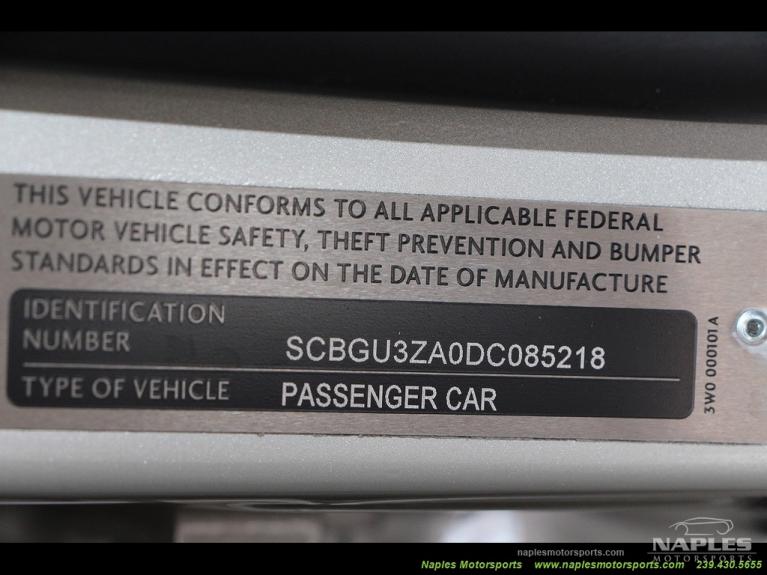 THIS VEHICLE CONFORMS TO ALL APPLICABLE FEDERAL
MOTOR VEHICLE SAFETY, THEFT PREVENTION AND BUMPER
STANDARDS IN EFFECT ON THE DATE OF MANUFACTURE
IDENTIFICATION
NUMBER SCBGU3ZA0DC085218
TYPE OF VEHICLE PASSENGER CAR
3W0 000101A
NAPLES
MOTORSPORTS
naplesmotorsports.com
Naples Motorsports www.naplesmotorsports.com 239.430.5655